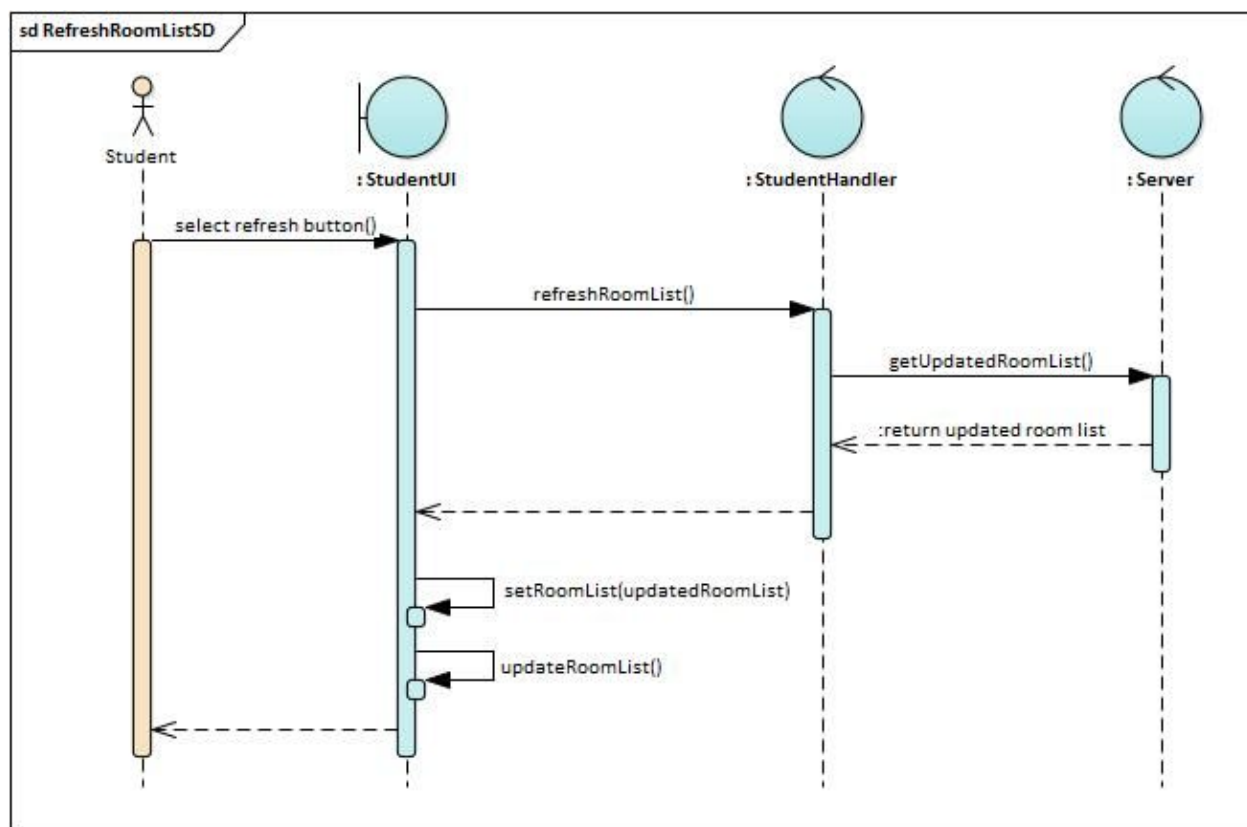 sd RefreshRoomListSD
Student
: StudentUI
: StudentHandler
: Server
select refresh button()
refreshRoomList()
getUpdatedRoomList()
:return updated room list
setRoomList(updatedRoomList)
updateRoomList()